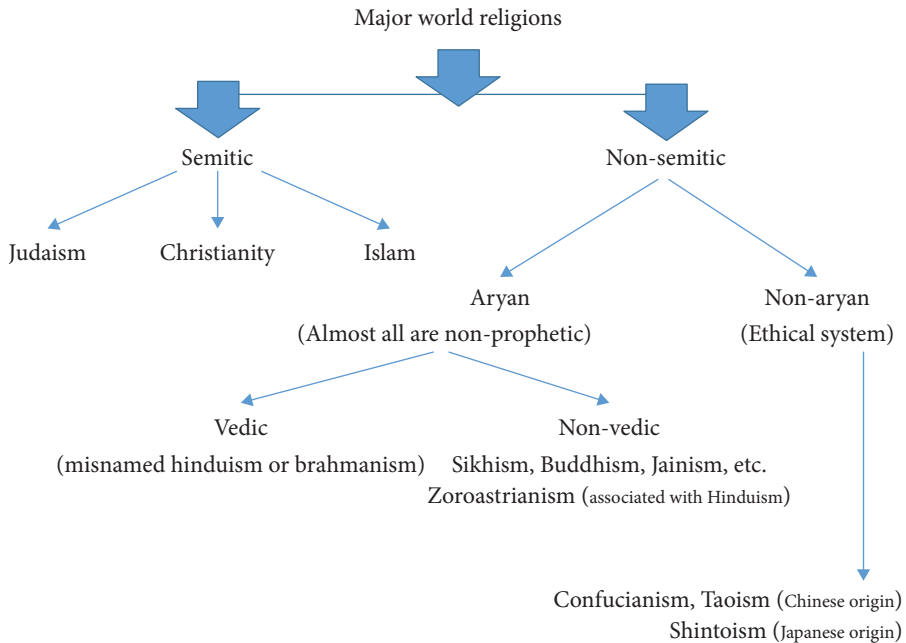 Major world religions
Semitic
Non-semitic
Judaism
Christianity
Islam
Aryan
(Almost all are non-prophetic)
Non-aryan
(Ethical system)
Vedic
(misnamed hinduism or brahmanism)
Non-vedic
Sikhism, Buddhism, Jainism, etc.
Zoroastrianism (associated with Hinduism)
Confucianism, Taoism (Chinese origin)
Shintoism (Japanese origin)